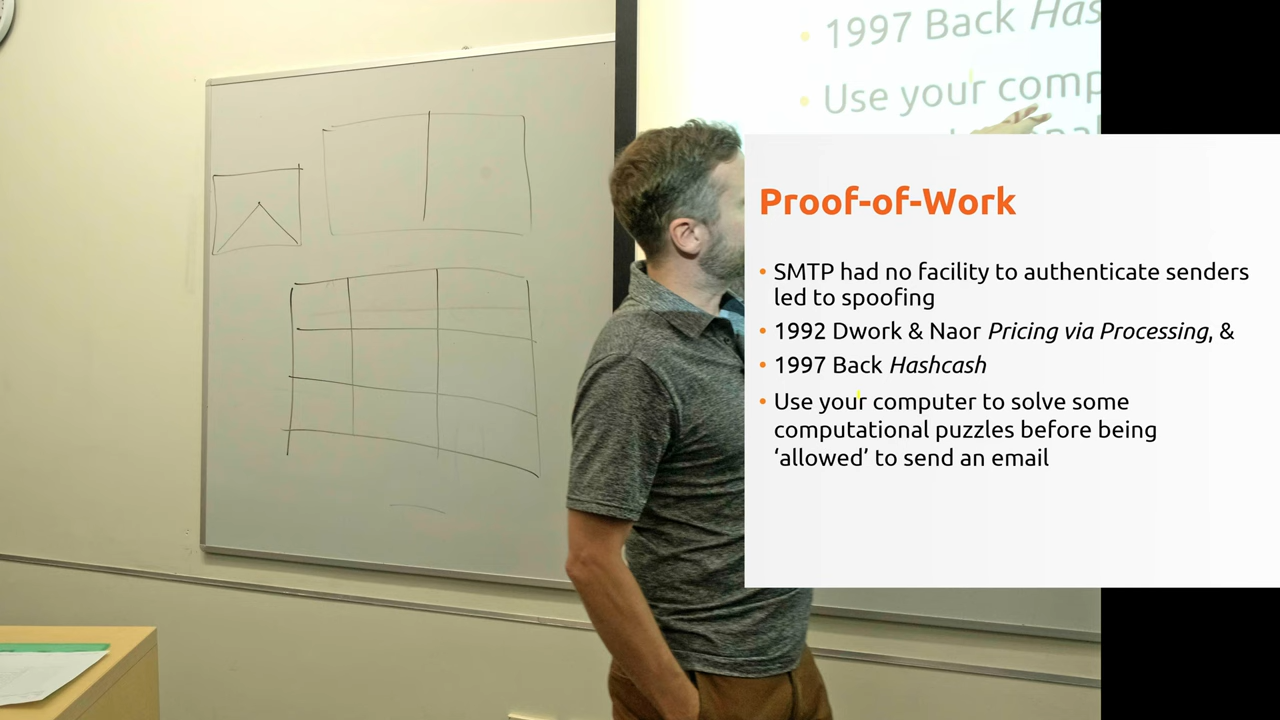 1997 Back Has
Use your comp
Proof-of-Work
• SMTP had no facility to authenticate senders
led to spoofing
• 1992 Dwork & Naor Pricing via Processing, &
• 1997 Back Hashcash
• Use your computer to solve some
computational puzzles before being
‘allowed’ to send an email